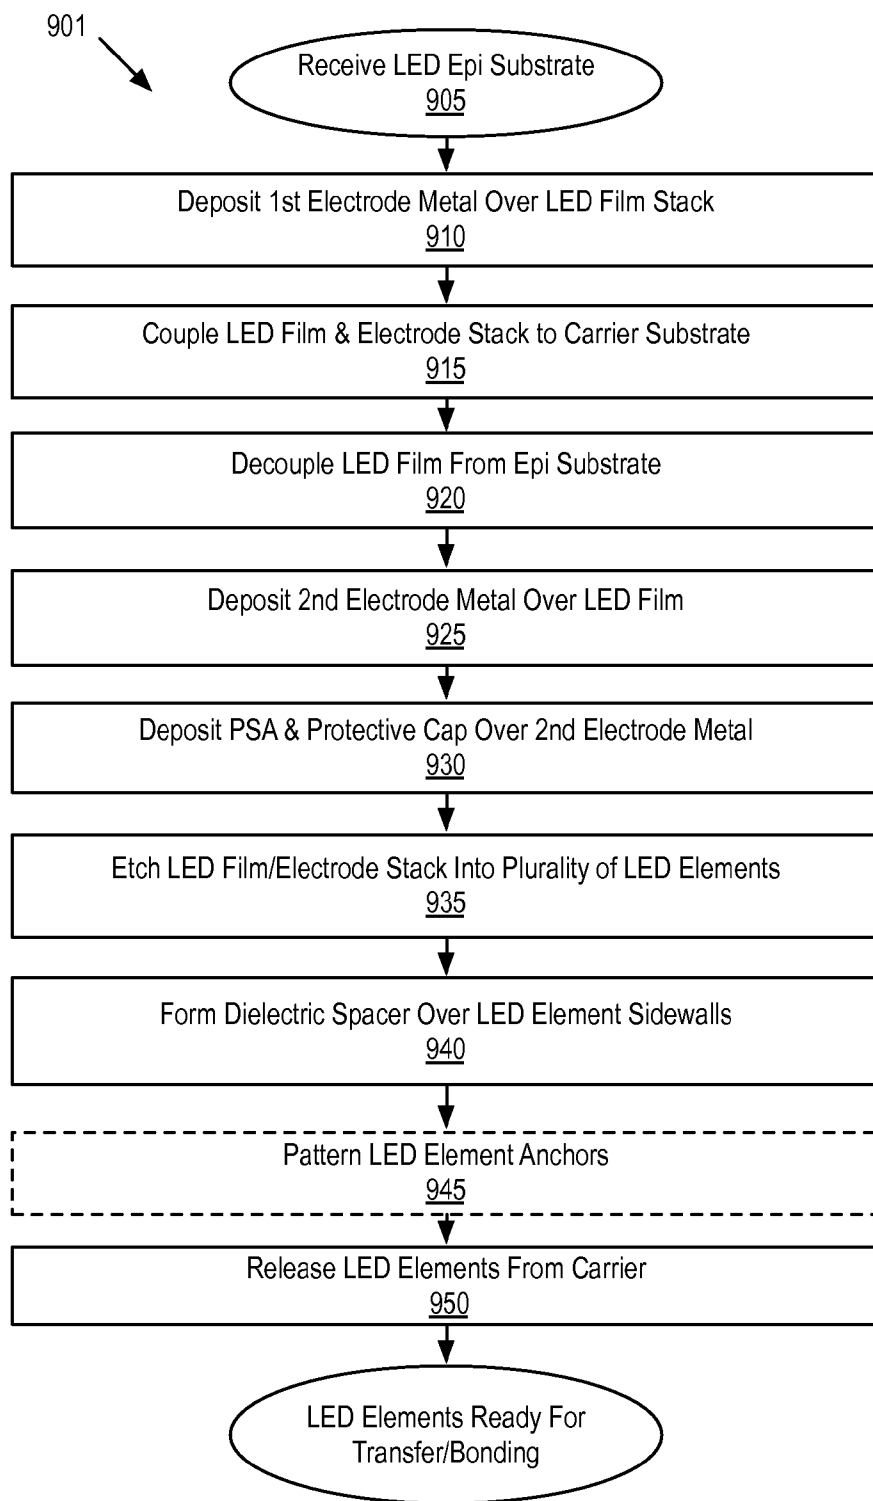 901
Receive LED Epi Substrate
905
Deposit 1st Electrode Metal Over LED Film Stack
910
Couple LED Film & Electrode Stack to Carrier Substrate
915
Decouple LED Film From Epi Substrate
920
Deposit 2nd Electrode Metal Over LED Film
925
Deposit PSA & Protective Cap Over 2nd Electrode Metal
930
Etch LED Film/Electrode Stack Into Plurality of LED Elements
935
Form Dielectric Spacer Over LED Element Sidewalls
940
Pattern LED Element Anchors
945
Release LED Elements From Carrier
950
LED Elements Ready For
Transfer/Bonding